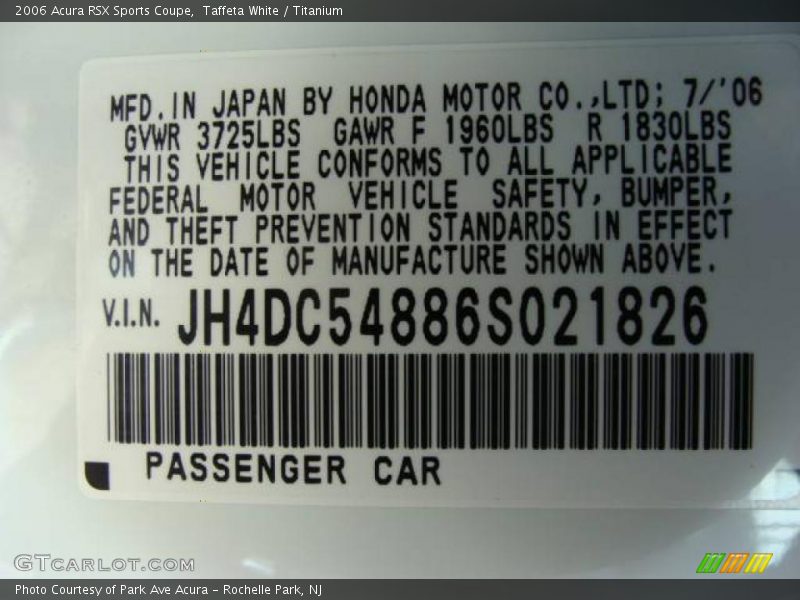 2006 Acura RSX Sports Coupe,  Taffeta White / Titanium
MFD.IN JAPAN BY HONDA MOTOR CO.,LTD; 7/'06
GVWR 3725LBS GAWR F 1960LBS R 1830LBS
THIS VEHICLE CONFORMS TO ALL APPLICABLE
FEDERAL MOTOR VEHICLE SAFETY, BUMPER,
AND THEFT PREVENTION STANDARDS IN EFFECT
ON THE DATE OF MANUFACTURE SHOWN ABOVE.
V.I.N. JH4DC54886S021826
PASSENGER CAR
GTCARLOT.COM
Photo Courtesy of Park Ave Acura - Rochelle Park, NJ